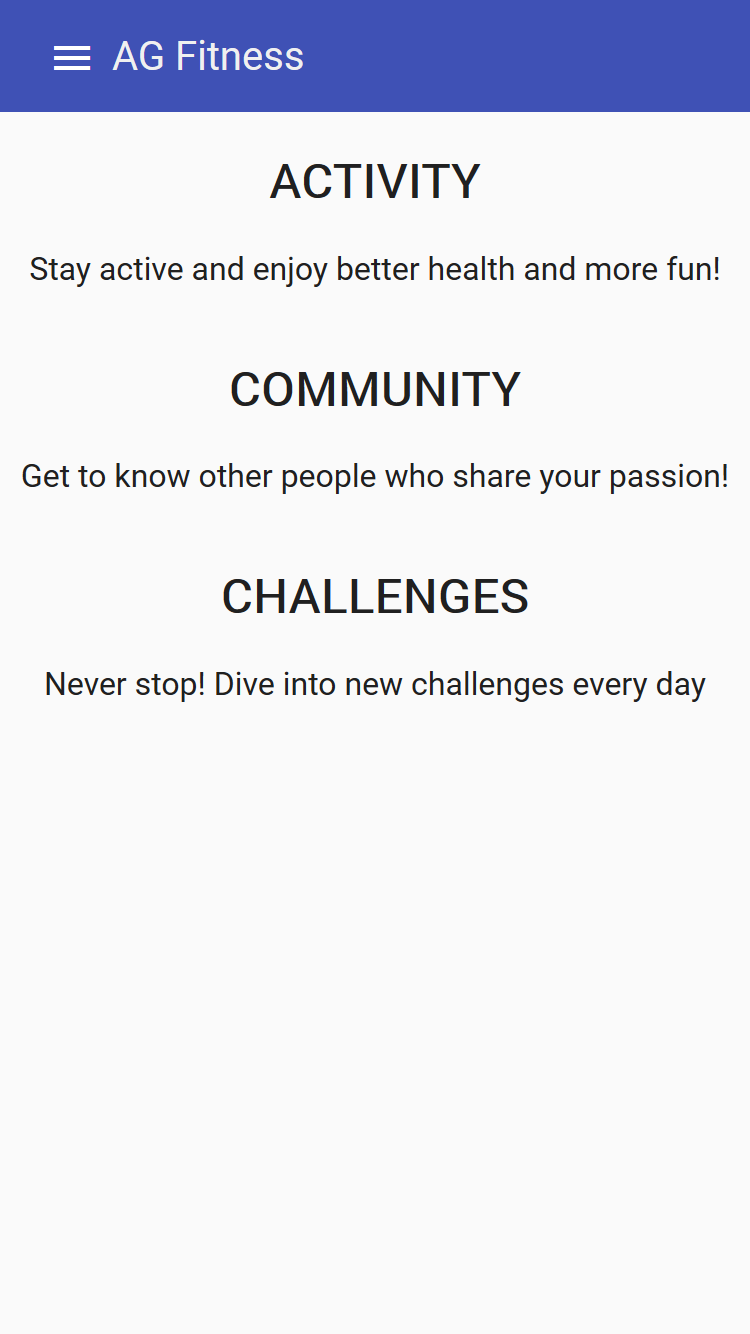 AG Fitness
ACTIVITY
Stay active and enjoy better health and more fun!
COMMUNITY
Get to know other people who share your passion!
CHALLENGES
Never stop! Dive into new challenges every day